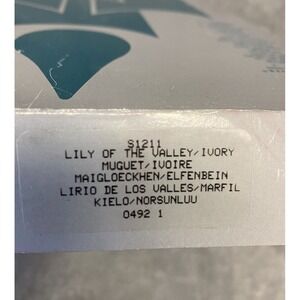 S1211
LILY OF THE VALLEY/IVORY
MUGUET/IVOIRE
MAIGLOECKHEN/ELFENBEIN
LIRIO DE LOS VALLES/MARFIL
KIELO/NORSUNLUU
0492 1